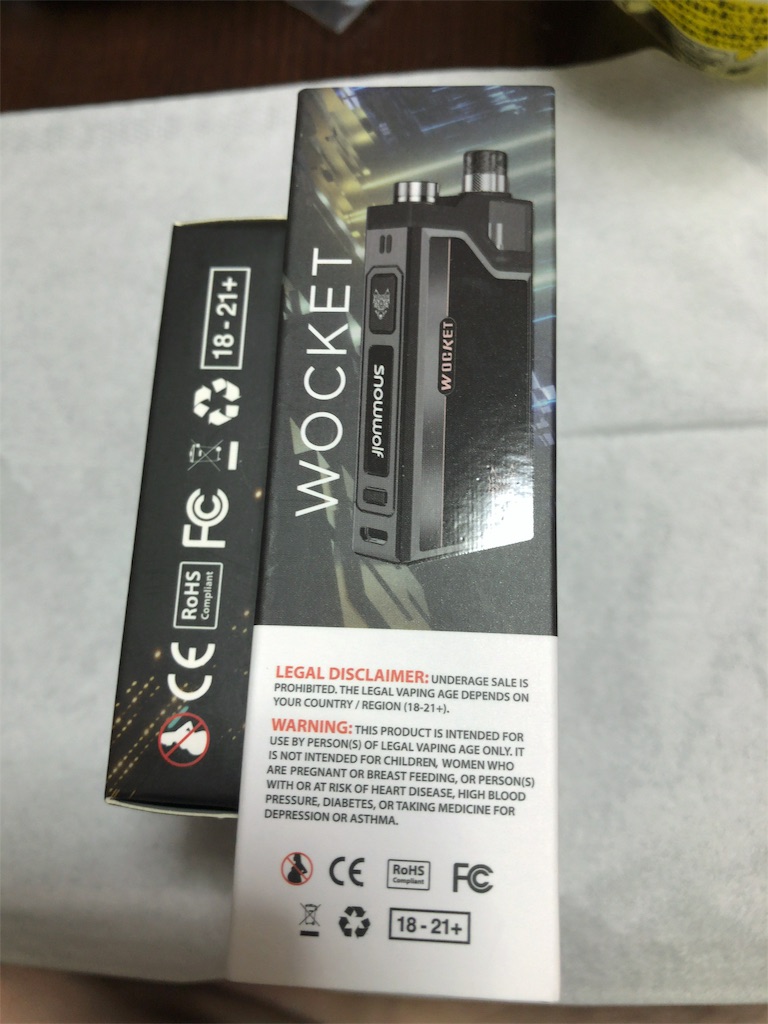 WOCKET
WOCKET
snowwolf
LEGAL DISCLAIMER: UNDERAGE SALE IS
PROHIBITED. THE LEGAL VAPING AGE DEPENDS ON
YOUR COUNTRY / REGION (18-21+).
WARNING: THIS PRODUCT IS INTENDED FOR
USE BY PERSON(S) OF LEGAL VAPING AGE ONLY. IT
IS NOT INTENDED FOR CHILDREN, WOMEN WHO
ARE PREGNANT OR BREAST FEEDING, OR PERSON(S)
WITH OR AT RISK OF HEART DISEASE, HIGH BLOOD
PRESSURE, DIABETES, OR TAKING MEDICINE FOR
DEPRESSION OR ASTHMA.
CE
RoHS
Compliant
FC
18 - 21+
CE
RoHS
Compliant
FC
18 - 21+